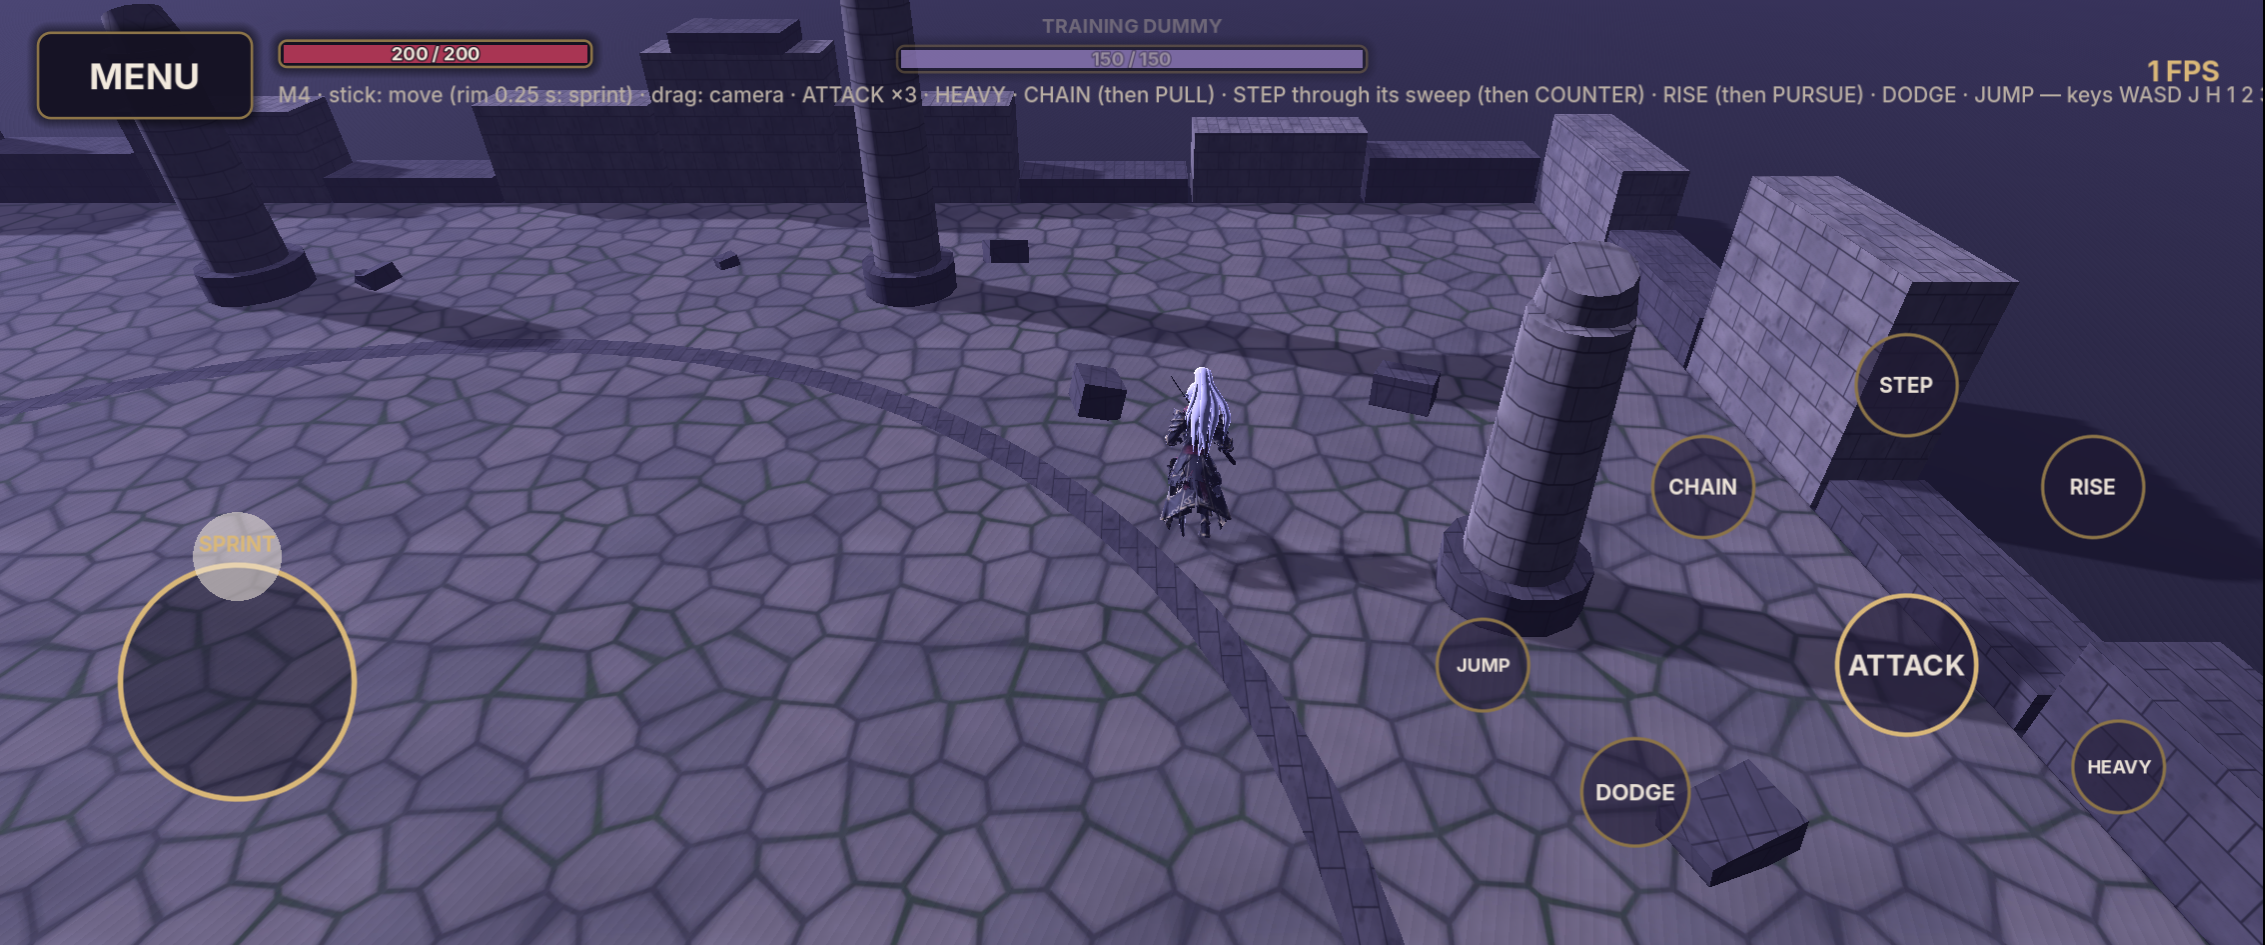 TRAINING DUMMY
MENU
200 / 200
150 / 150
1 FPS
M4 · stick: move (rim 0.25 s: sprint) · drag: camera · ATTACK ×3 · HEAVY · CHAIN (then PULL) · STEP through its sweep (then COUNTER) · RISE (then PURSUE) · DODGE · JUMP — keys WASD J H 1 2
STEP
CHAIN
RISE
SPRINT
JUMP
ATTACK
HEAVY
DODGE